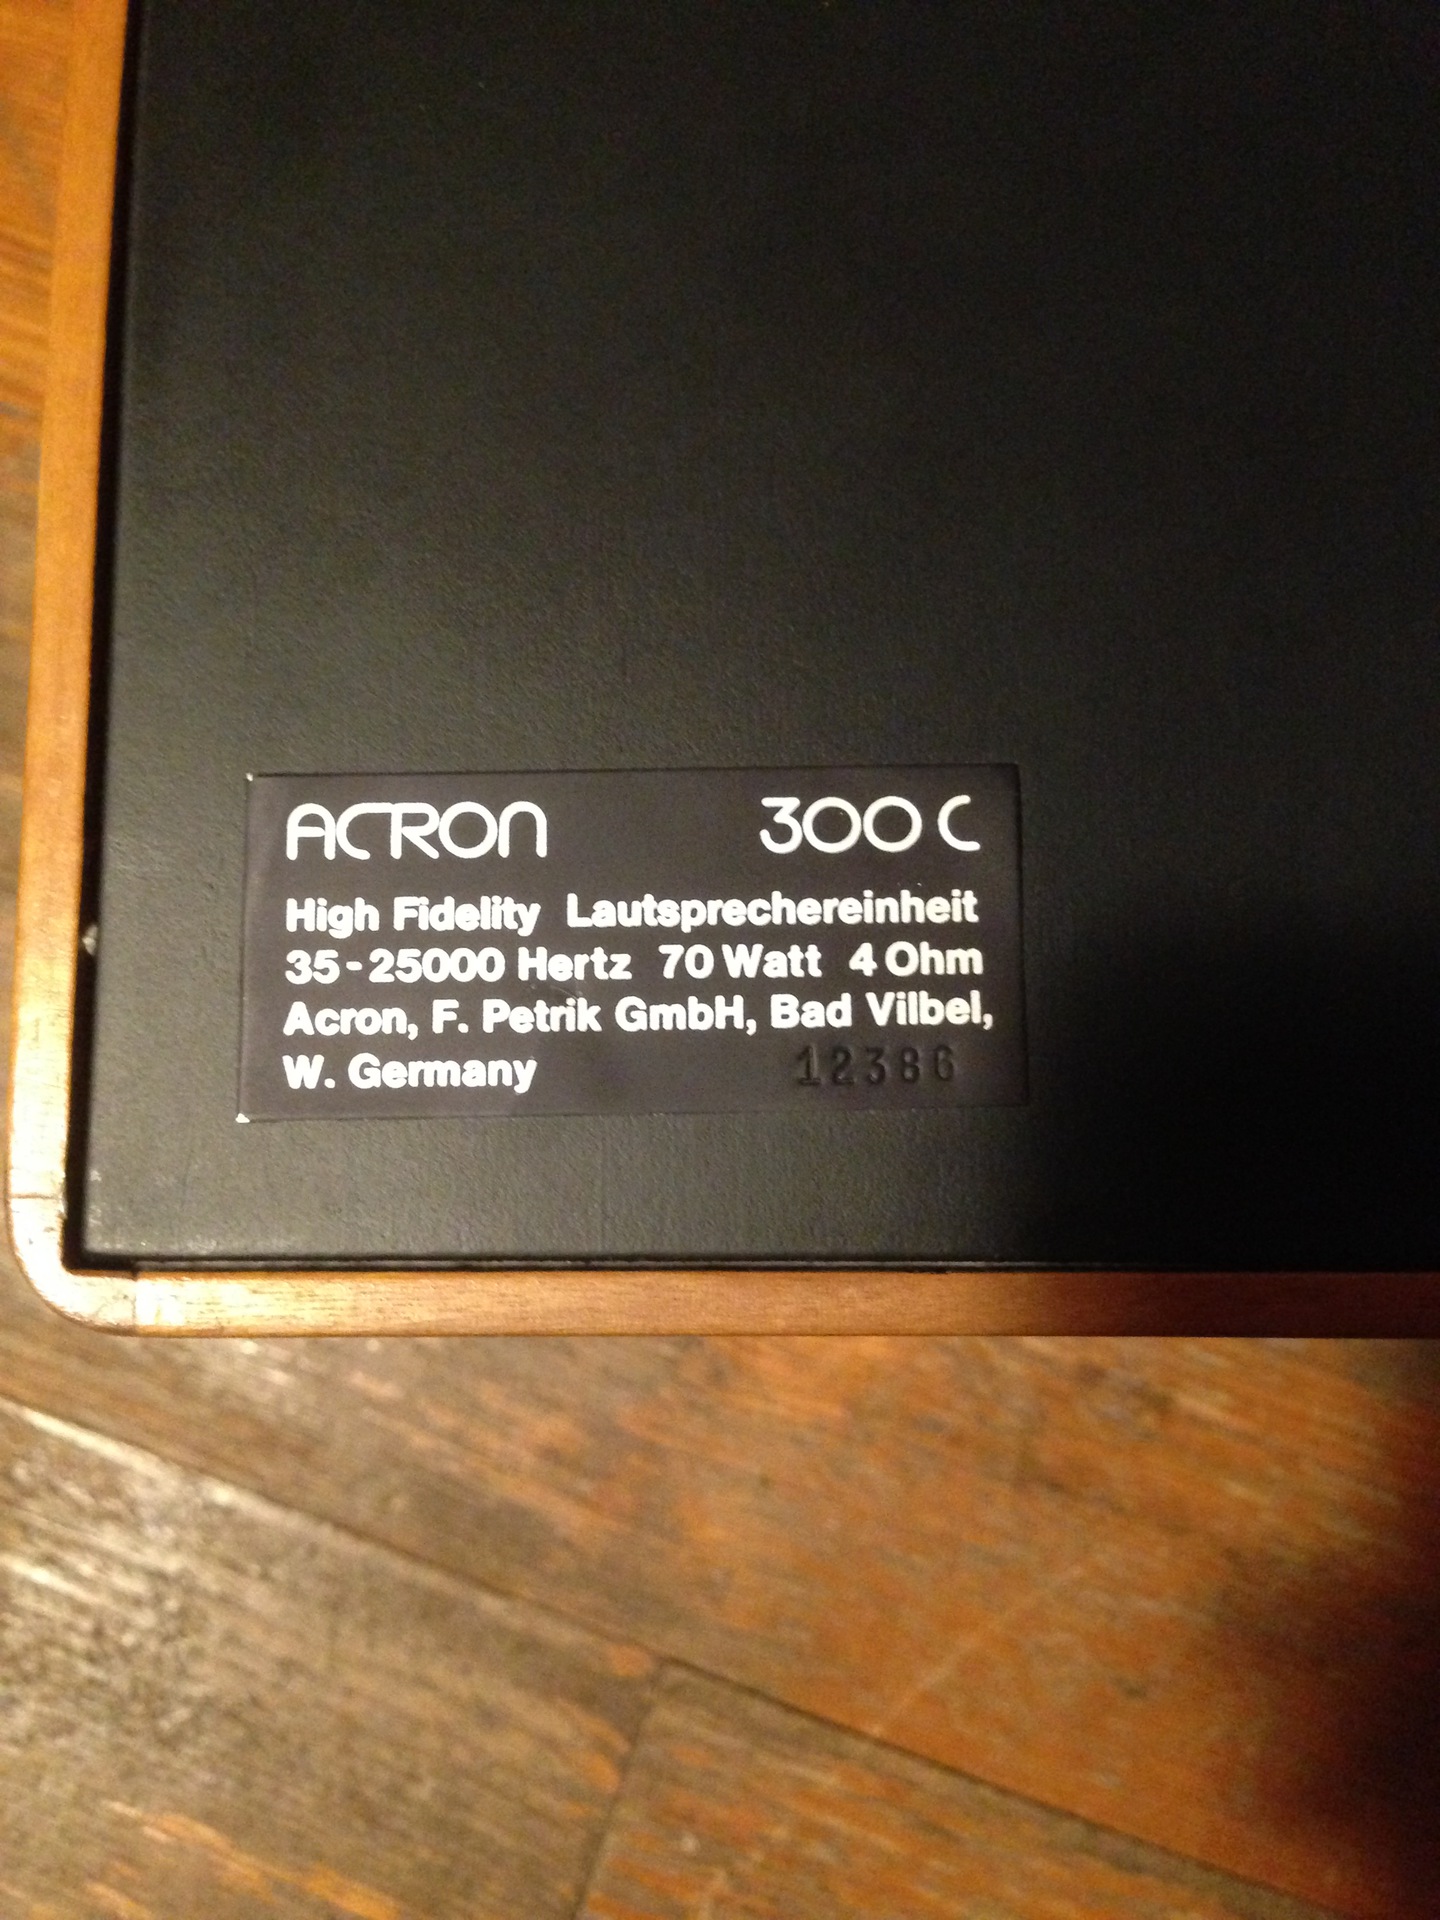 ACRON 300 C
High Fidelity Lautsprechereinheit
35-25000 Hertz 70 Watt 4 Ohm
Acron, F. Petrik GmbH, Bad Vilbel,
W. Germany 12386